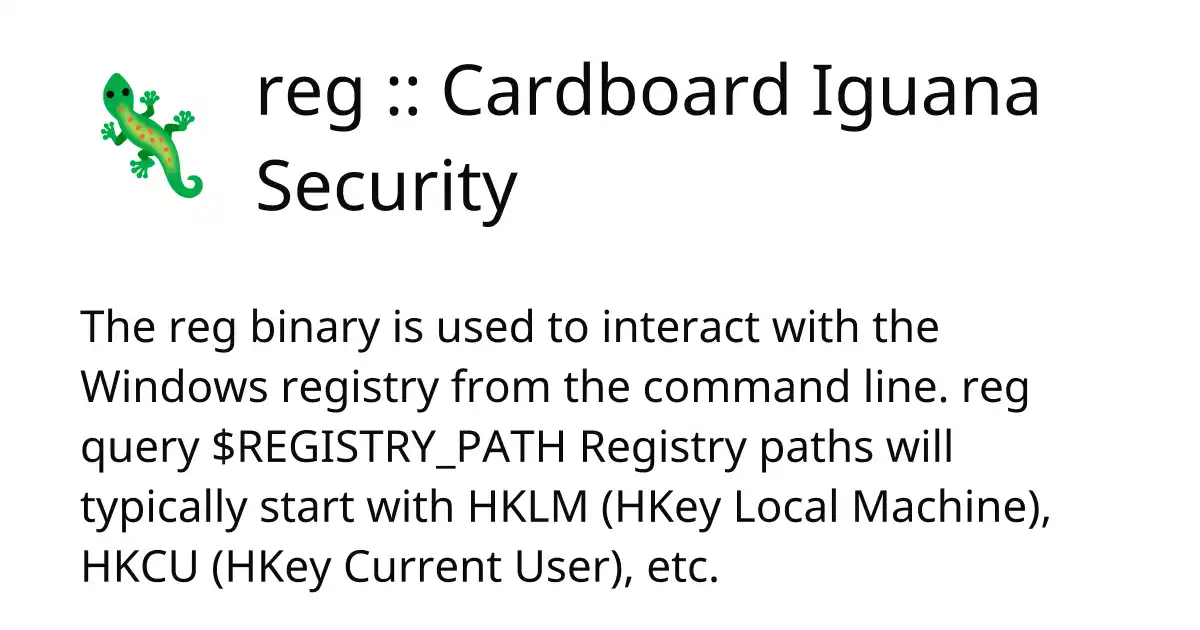 reg :: Cardboard Iguana
Security
The reg binary is used to interact with the
Windows registry from the command line. reg
query $REGISTRY_PATH Registry paths will
typically start with HKLM (HKey Local Machine),
HKCU (HKey Current User), etc.